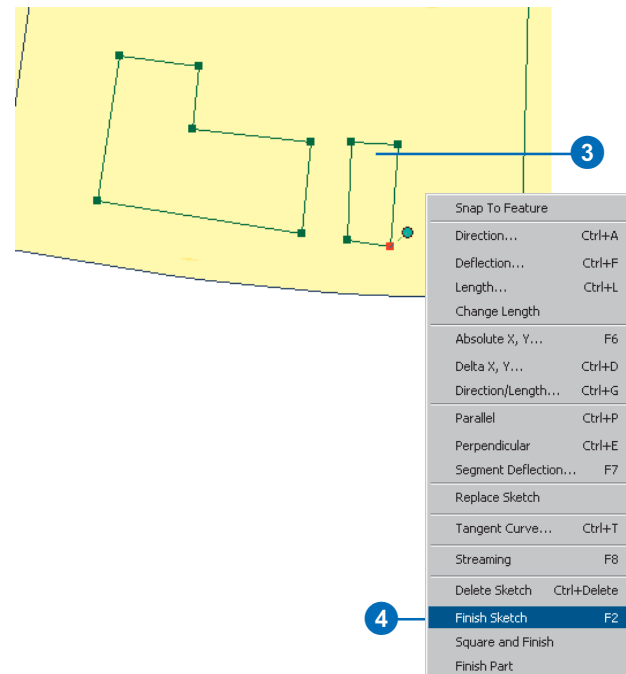 3
Snap To Feature
Direction... Ctrl+A
Deflection... Ctrl+F
Length... Ctrl+L
Change Length
Absolute X, Y... F6
Delta X, Y... Ctrl+D
Direction/Length... Ctrl+G
Parallel Ctrl+P
Perpendicular Ctrl+E
Segment Deflection... F7
Replace Sketch
Tangent Curve... Ctrl+T
Streaming F8
Delete Sketch Ctrl+Delete
4 Finish Sketch F2
Square and Finish
Finish Part